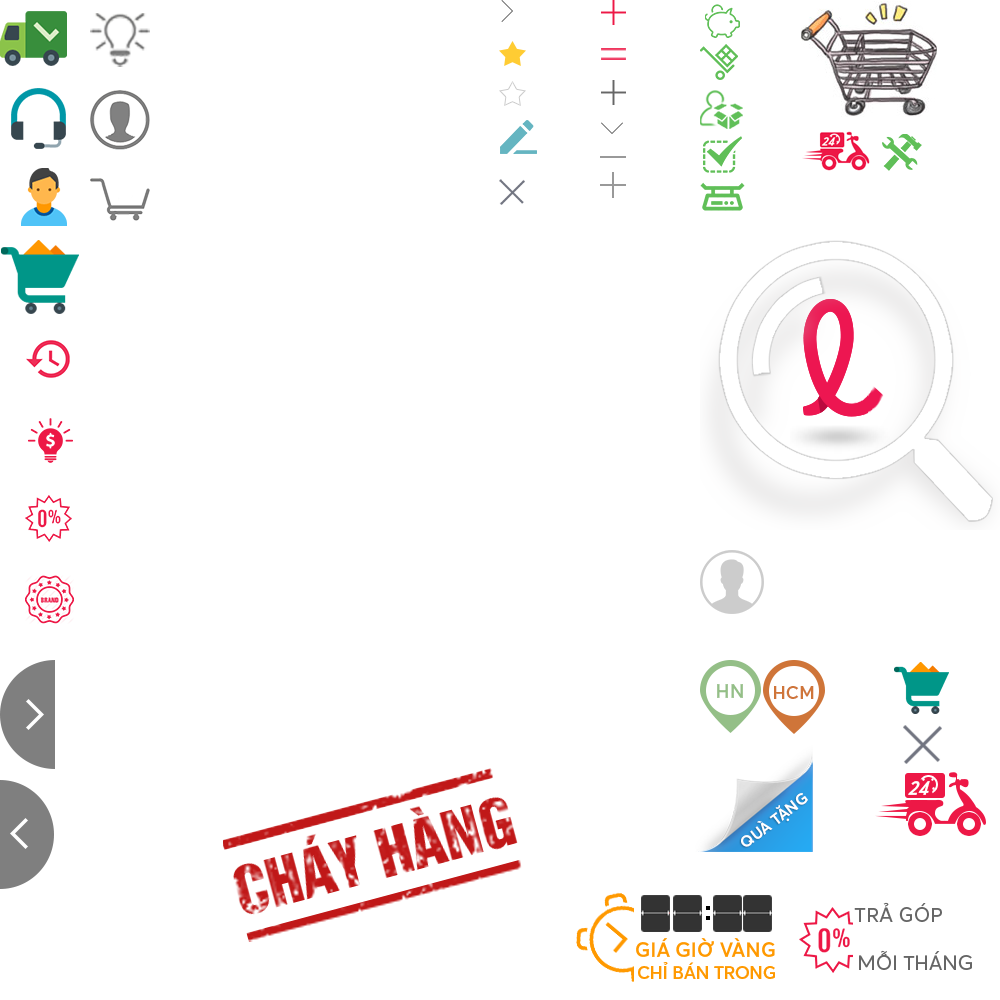 24
$
0%
BRAND
HN
HCM
24
QUÀ TẶNG
CHÁY HÀNG
GIÁ GIỜ VÀNG
CHỈ BÁN TRONG
0%
TRẢ GÓP
MỖI THÁNG